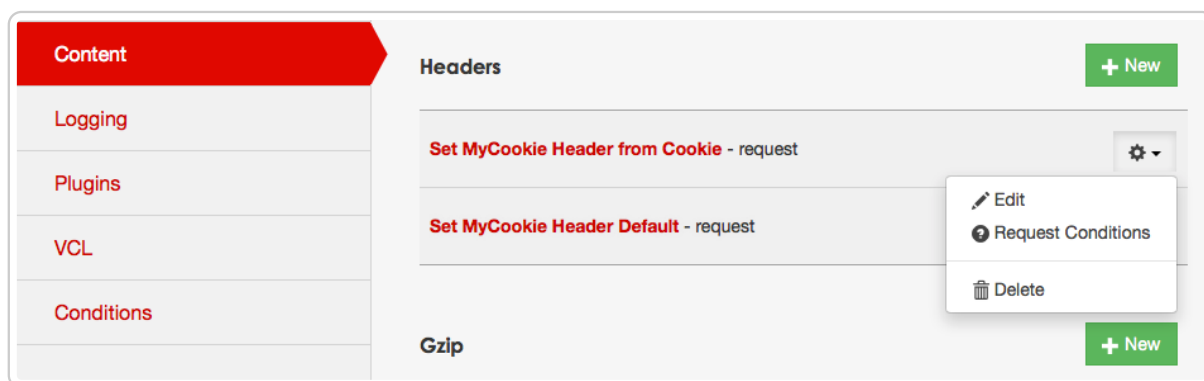 Content
Logging
Plugins
VCL
Conditions
Headers
New
Set MyCookie Header from Cookie - request
Edit
Request Conditions
Set MyCookie Header Default - request
Delete
Gzip
New